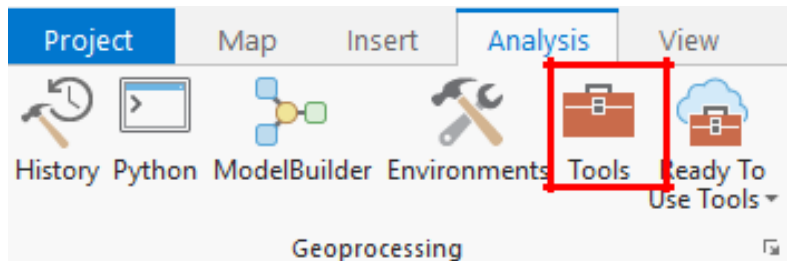 Project Map Insert Analysis View
History Python ModelBuilder Environments Tools Ready To
Use Tools
Geoprocessing